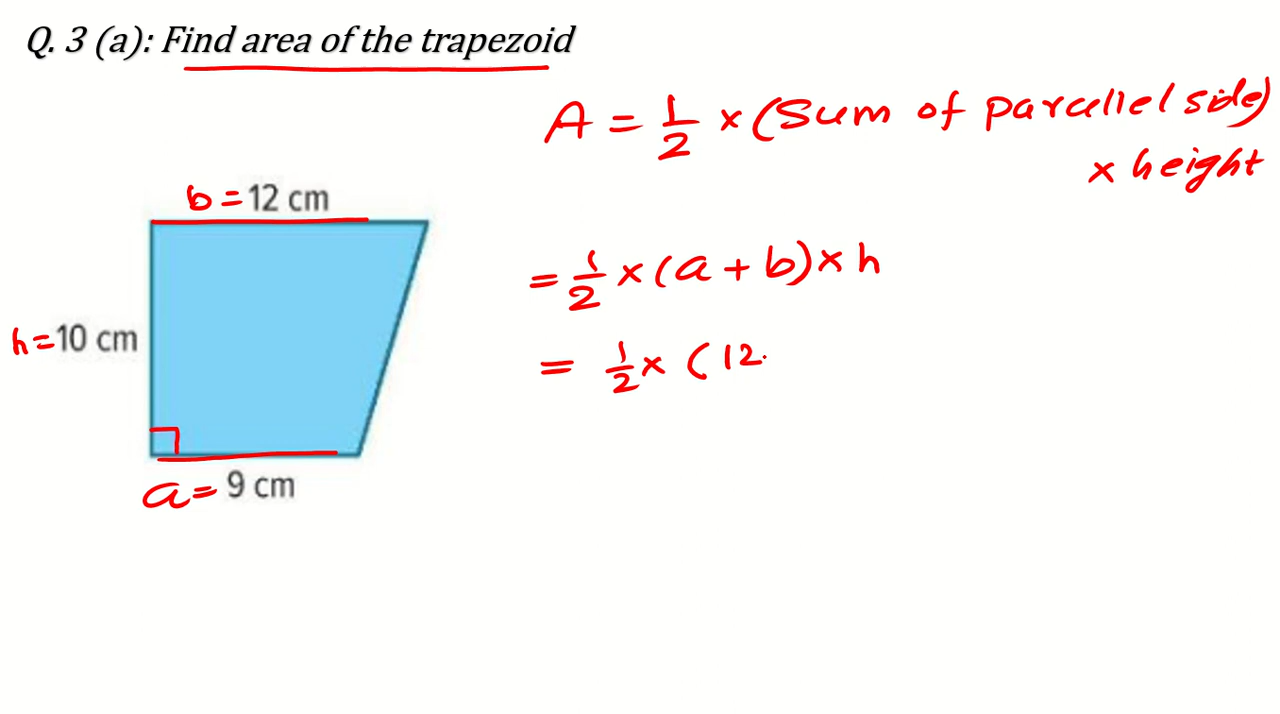 Q. 3 (a): Find area of the trapezoid
A = 1/2 × (Sum of parallel side)
× height
b = 12 cm
= 1/2 × (a + b) × h
h = 10 cm
= 1/2 × (12
a = 9 cm